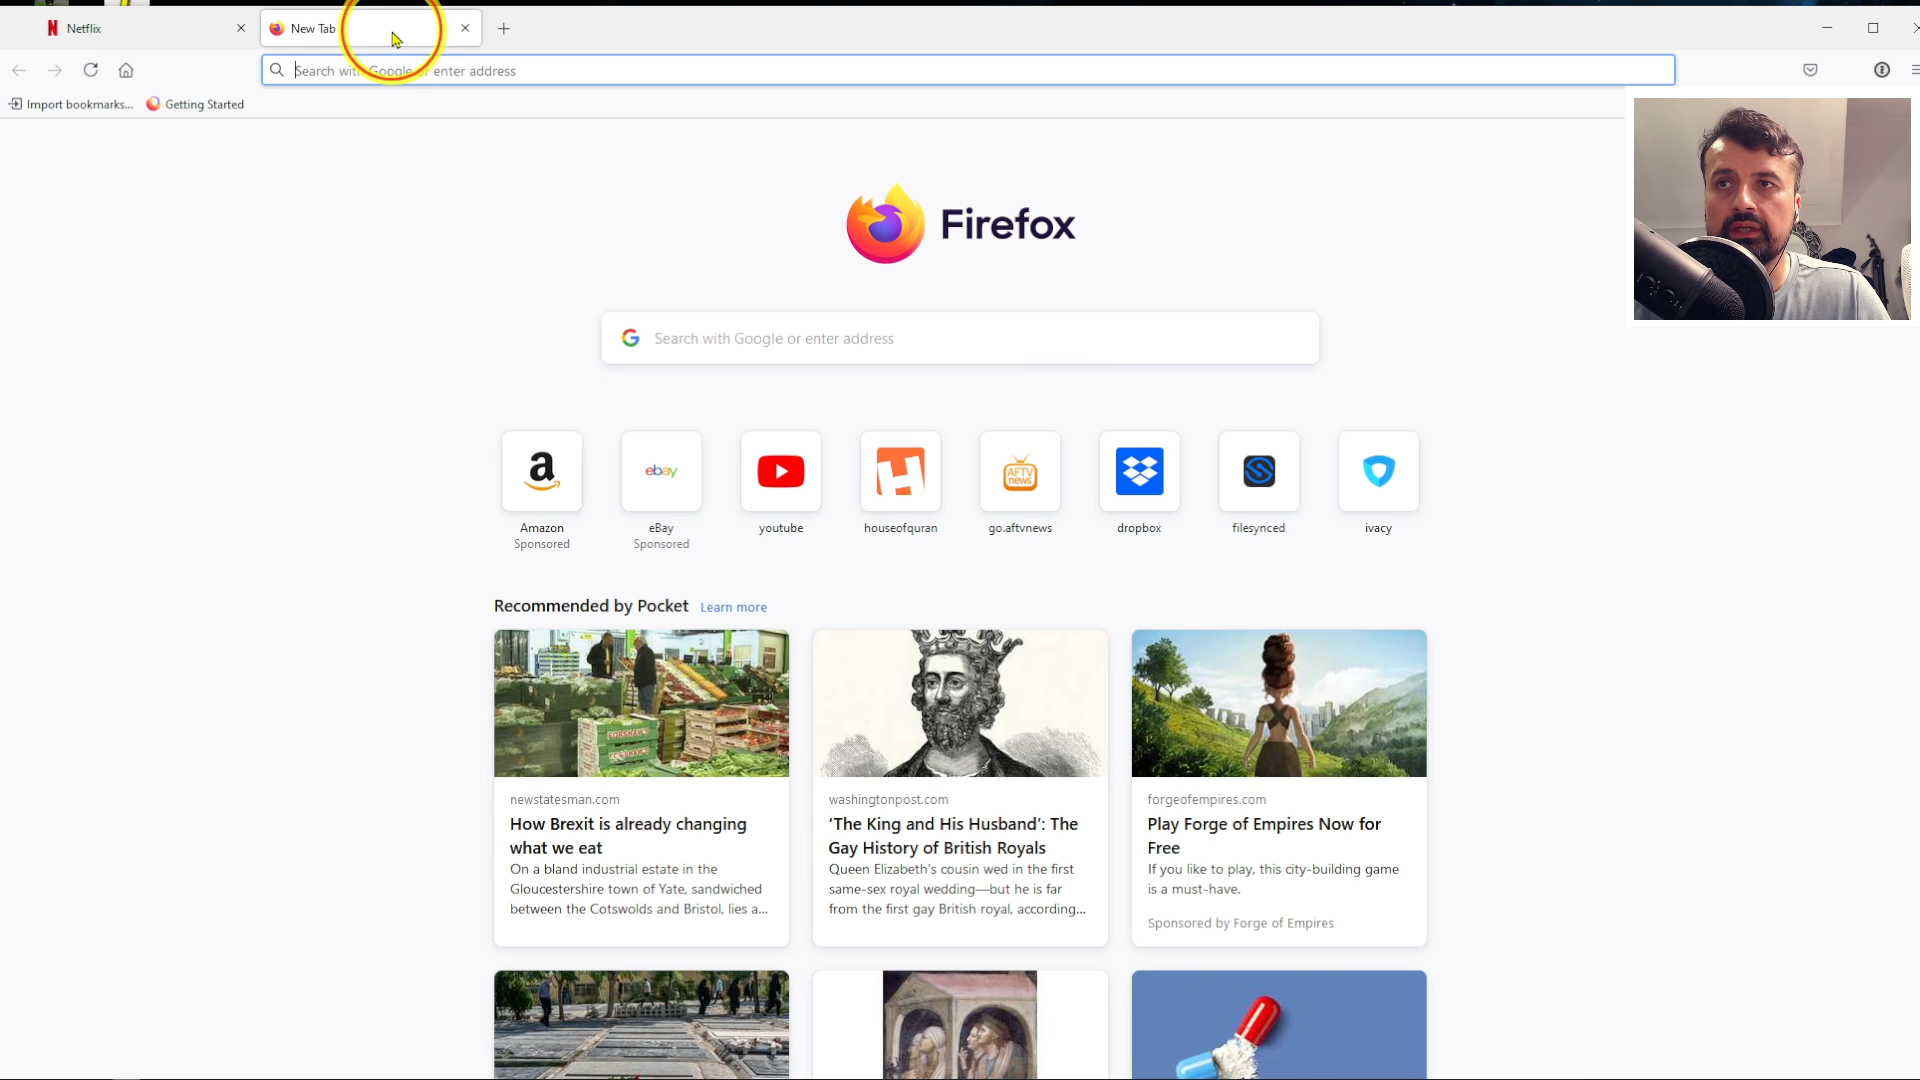 Netflix
New Tab
Search with Google or enter address
Import bookmarks...
Getting Started
Firefox
Search with Google or enter address
a
ebay
AFTV
news
Amazon
Sponsored
eBay
Sponsored
youtube
houseofquran
go.aftvnews
dropbox
filesynced
ivacy
Recommended by Pocket
Learn more
newstatesman.com
How Brexit is already changing
what we eat
On a bland industrial estate in the
Gloucestershire town of Yate, sandwiched
between the Cotswolds and Bristol, lies a...
washingtonpost.com
‘The King and His Husband’: The
Gay History of British Royals
Queen Elizabeth's cousin wed in the first
same-sex royal wedding—but he is far
from the first gay British royal, according...
forgeofempires.com
Play Forge of Empires Now for
Free
If you like to play, this city-building game
is a must-have.
Sponsored by Forge of Empires